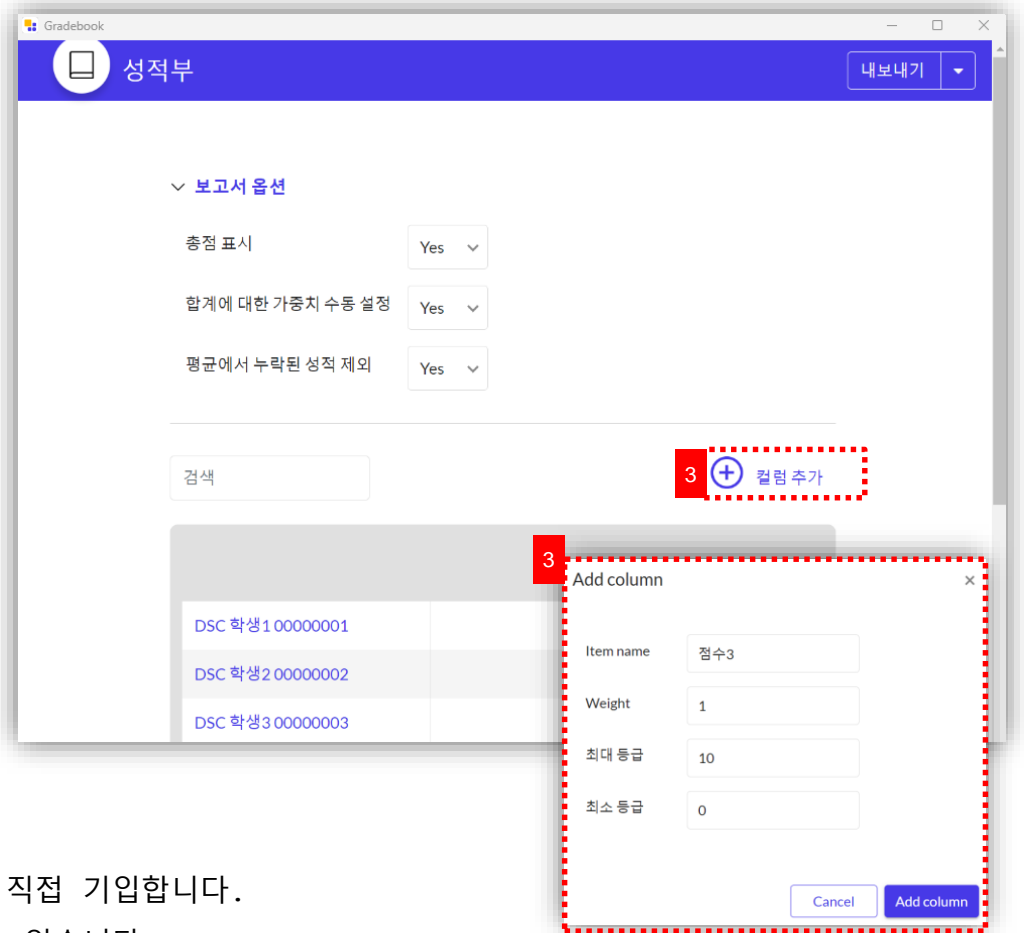 Gradebook
성적부
내보내기
보고서 옵션
총점 표시
Yes
합계에 대한 가중치 수동 설정
Yes
평균에서 누락된 성적 제외
Yes
검색
3
컬럼 추가
3
Add column
DSC 학생1 00000001
DSC 학생2 00000002
DSC 학생3 00000003
Item name
점수3
Weight
1
최대 등급
10
최소 등급
0
Cancel
Add column
직접 기입합니다.